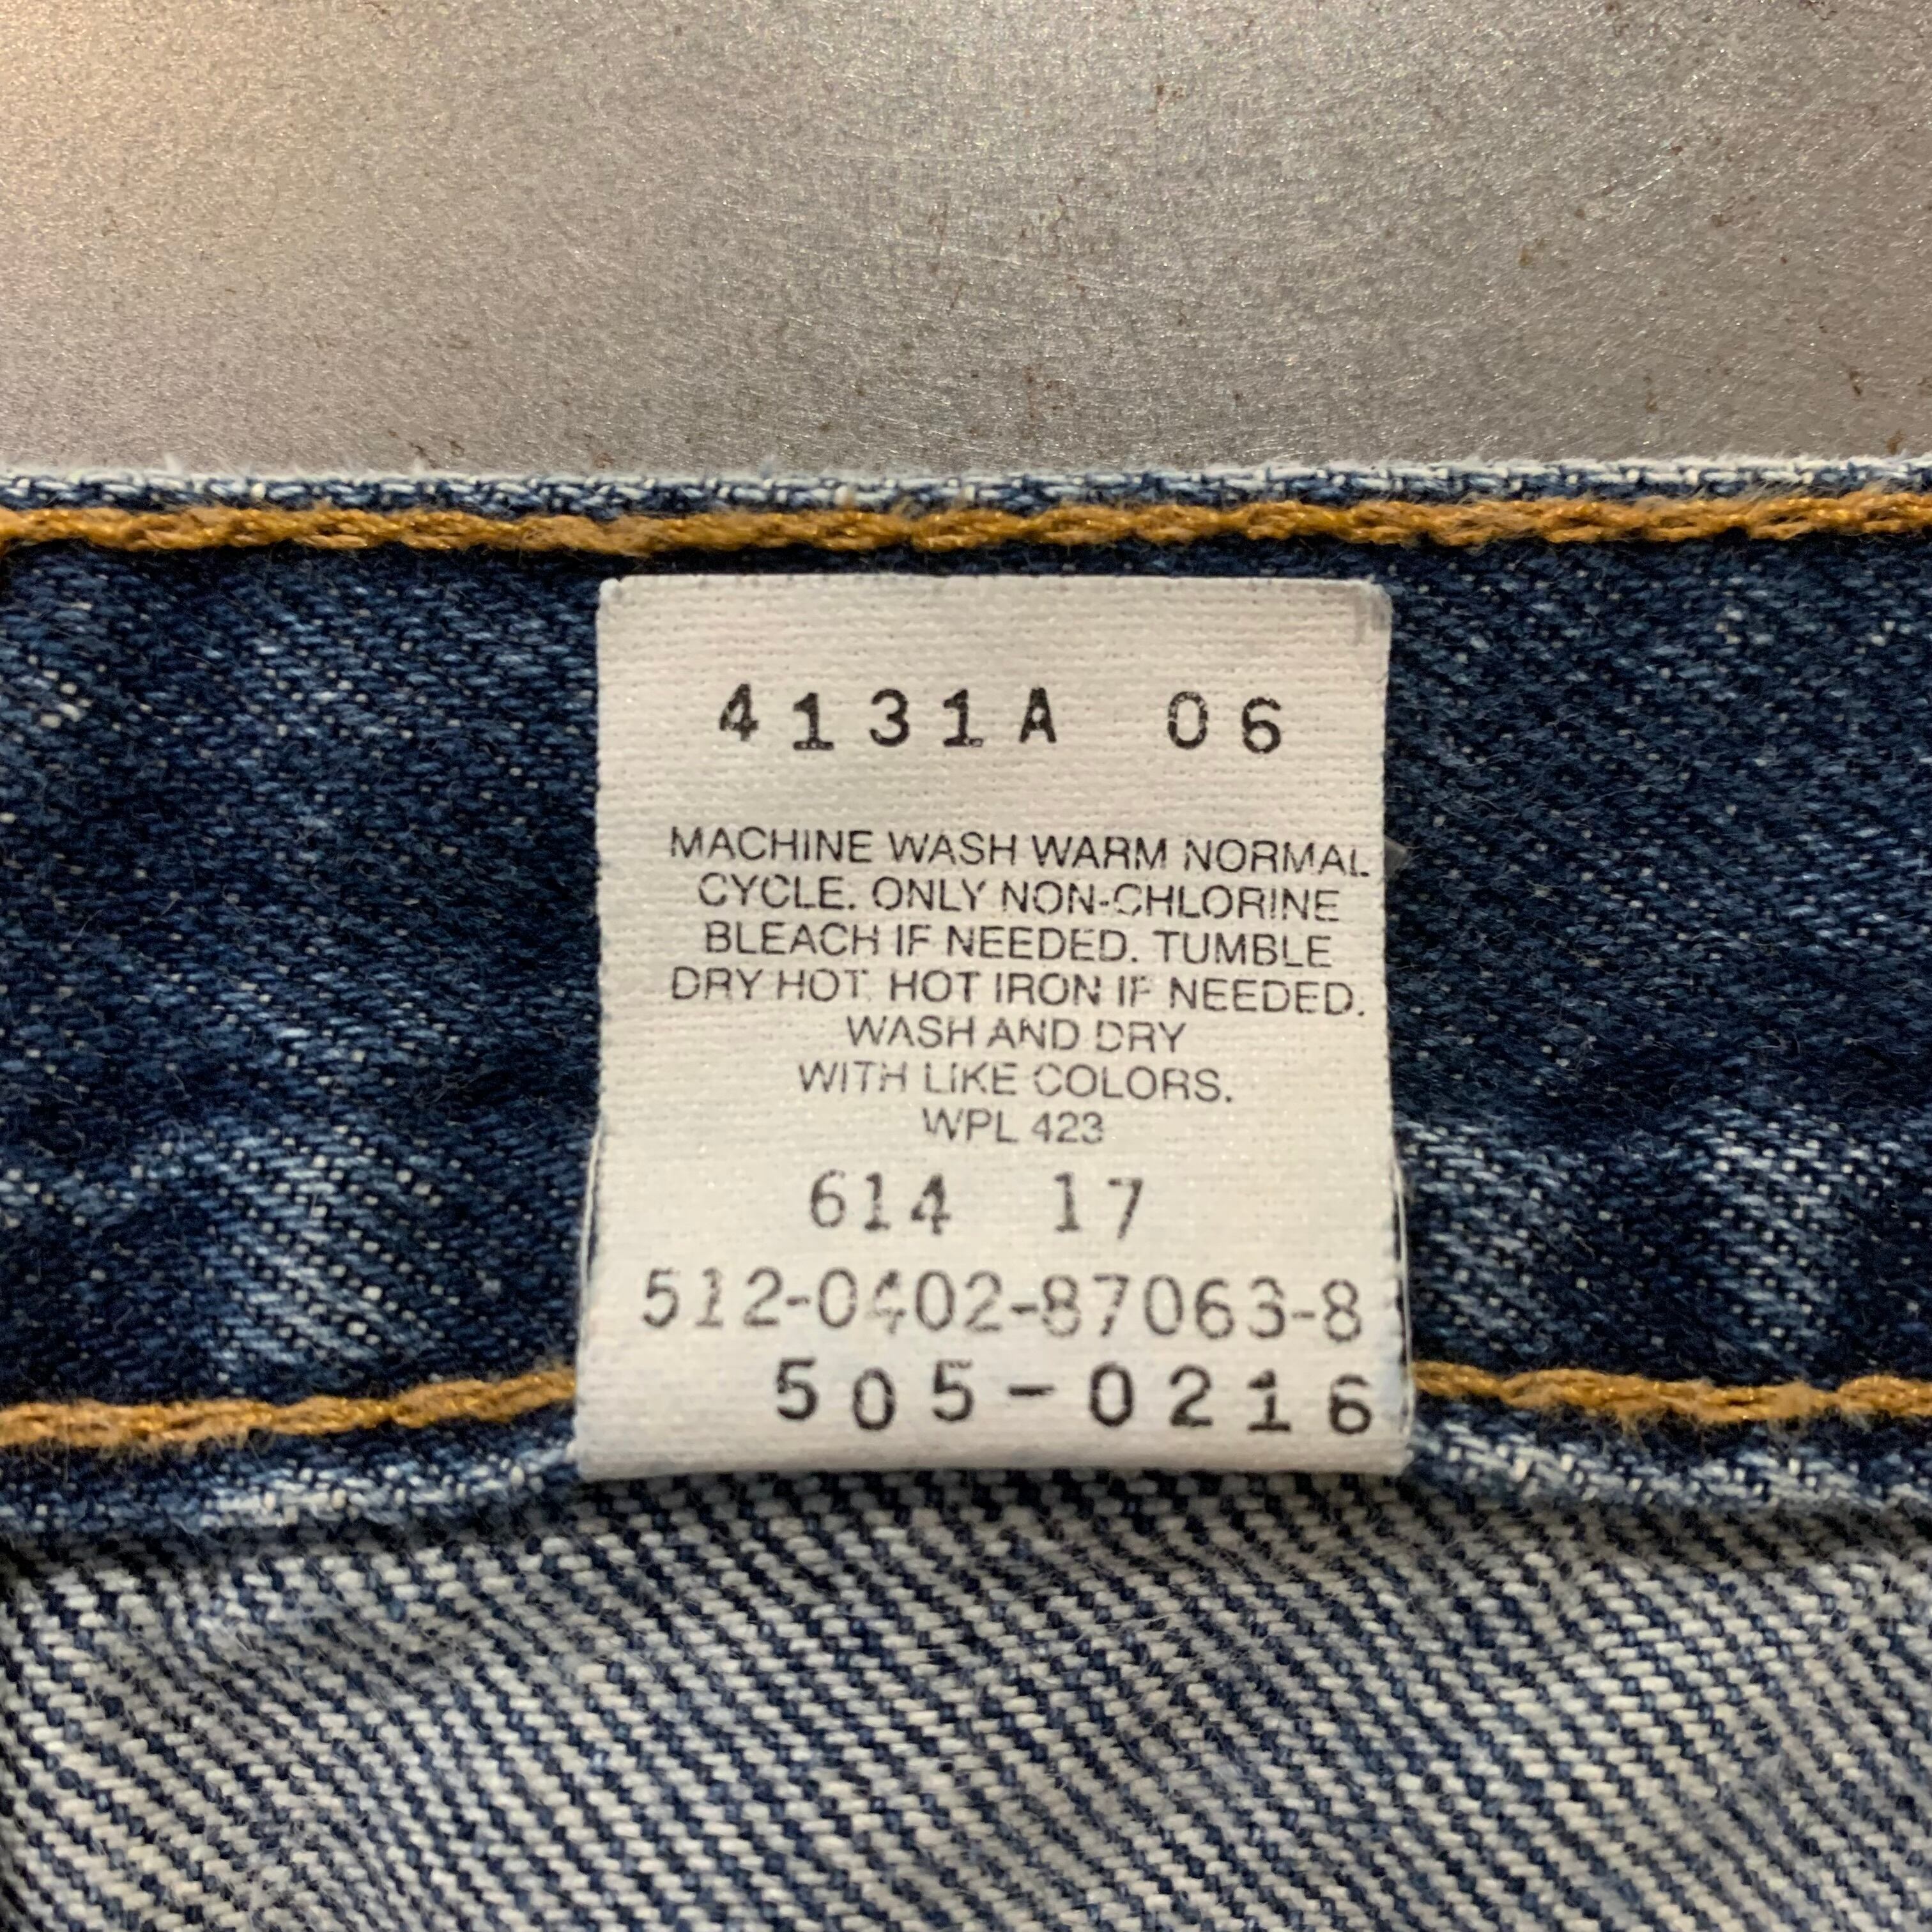 4131A 06
MACHINE WASH WARM NORMAL
CYCLE. ONLY NON-CHLORINE
BLEACH IF NEEDED. TUMBLE
DRY HOT. HOT IRON IF NEEDED.
WASH AND DRY
WITH LIKE COLORS.
WPL 423
614 17
512-0402-87063-8
505-0216